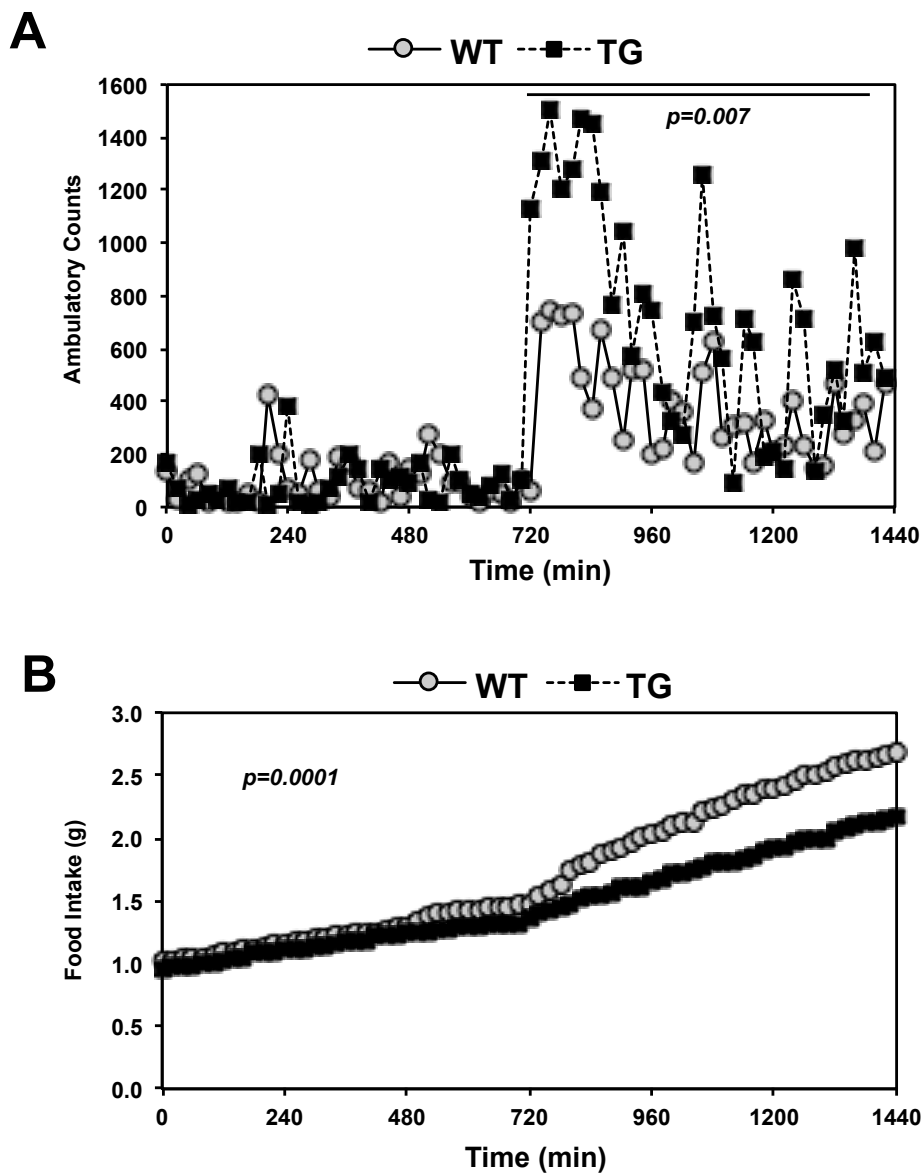 A
WT TG
1600
p=0.007
1400
1200
1000
800
600
400
200
0
Ambulatory Counts
0 240 480 720 960 1200 1440
Time (min)
B
WT TG
3.0
p=0.0001
2.5
2.0
1.5
1.0
0.5
0.0
Food Intake (g)
0 240 480 720 960 1200 1440
Time (min)